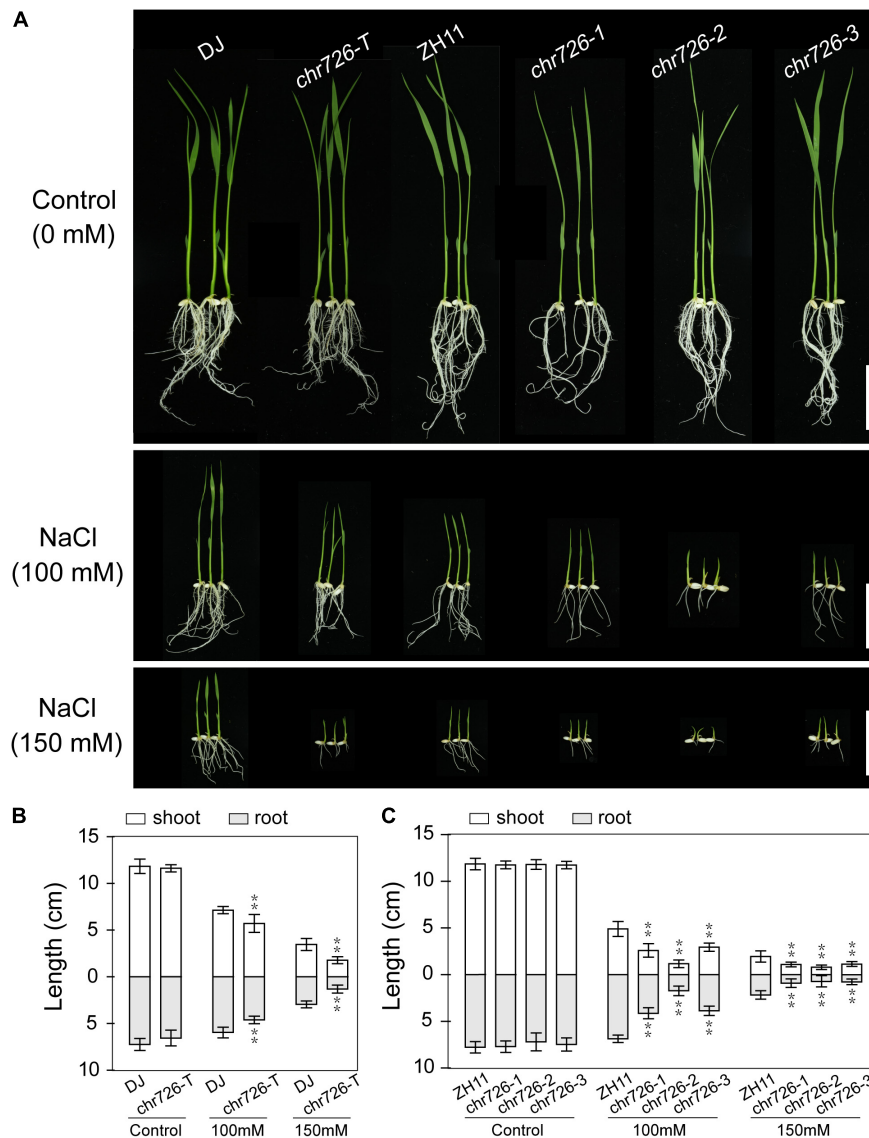 A
DJ chr726-T ZH11 chr726-1 chr726-2 chr726-3
Control
(0 mM)
NaCl
(100 mM)
NaCl
(150 mM)
B
shoot root
Length (cm)
15
10
5
0
5
10
** ** ** **
DJ chr726-T DJ chr726-T DJ chr726-T
Control 100mM 150mM
C
shoot root
Length (cm)
15
10
5
0
5
10
** ** ** ** ** ** ** ** ** ** ** **
ZH11 chr726-1 chr726-2 chr726-3 ZH11 chr726-1 chr726-2 chr726-3 ZH11 chr726-1 chr726-2 chr726-3
Control 100mM 150mM